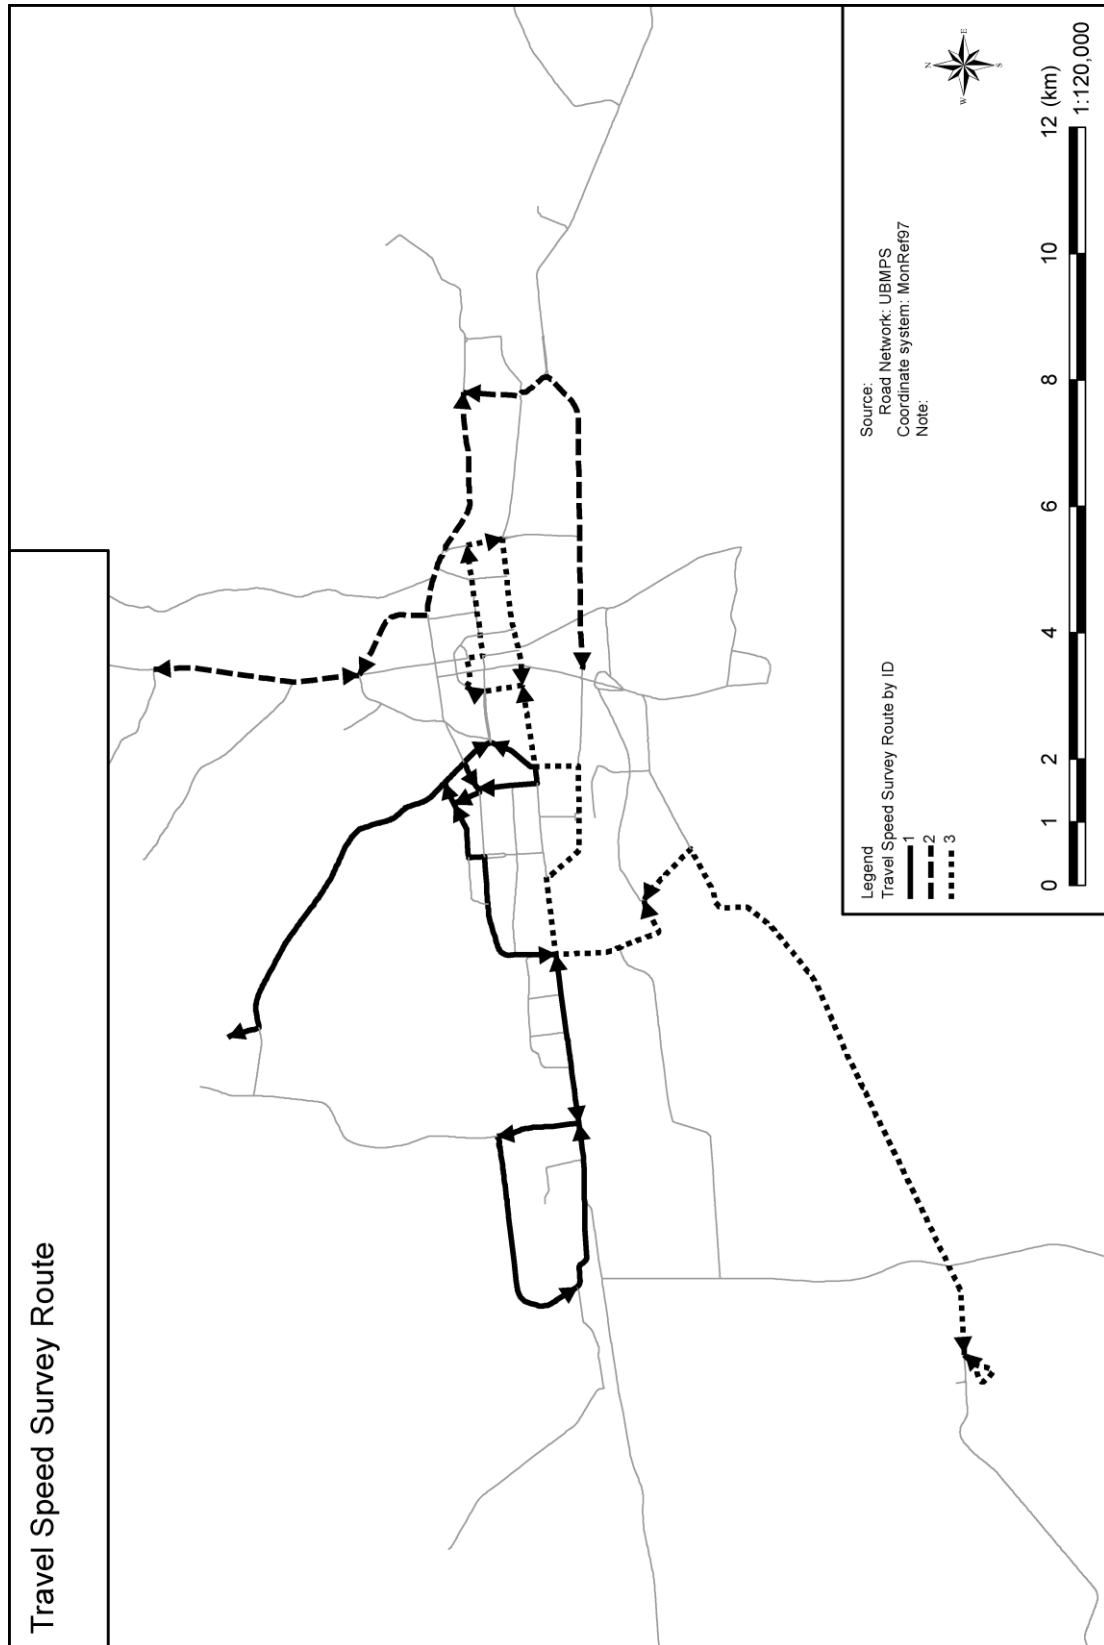 Travel Speed Survey Route
Legend
Travel Speed Survey Route by ID
1
2
3
Source:
Road Network: UBMPS
Coordinate system: MonRef97
Note:
N
E
S
W
0 1 2 4 6 8 10 12 (km)
1:120,000